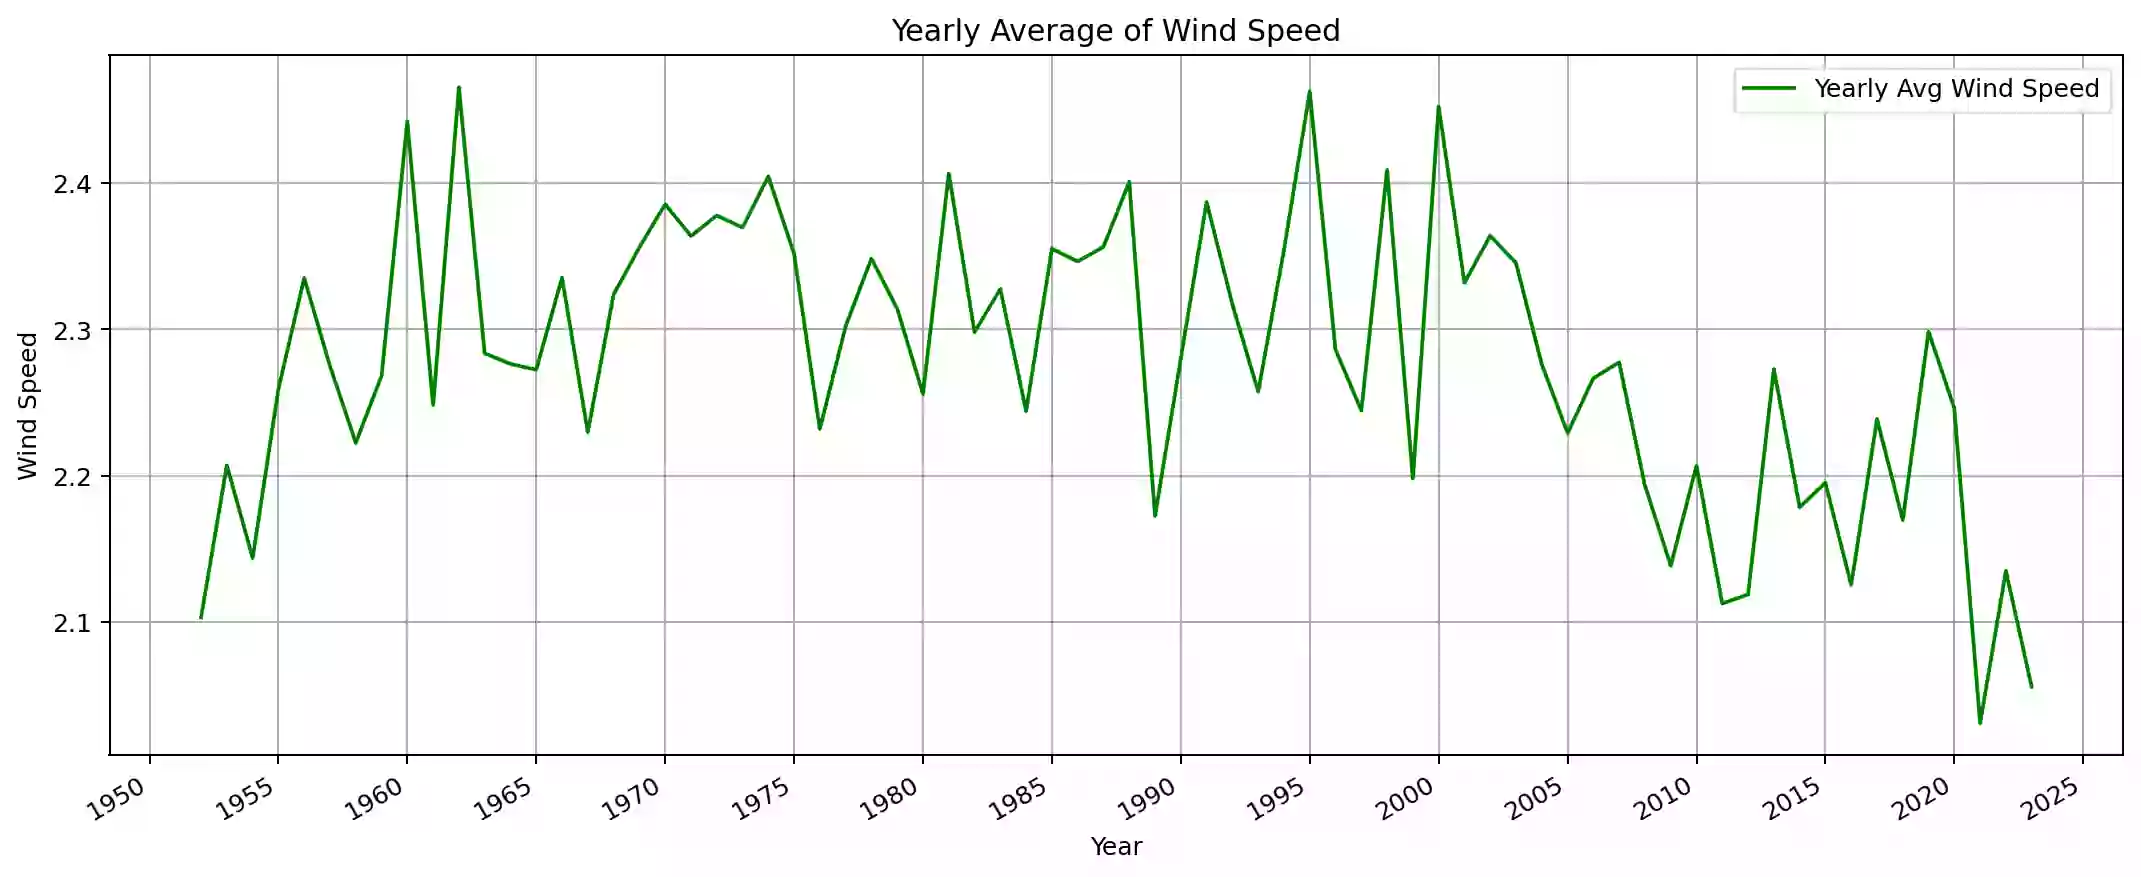 Yearly Average of Wind Speed
Yearly Avg Wind Speed
Wind Speed
2.4
2.3
2.2
2.1
1950 1955 1960 1965 1970 1975 1980 1985 1990 1995 2000 2005 2010 2015 2020 2025
Year